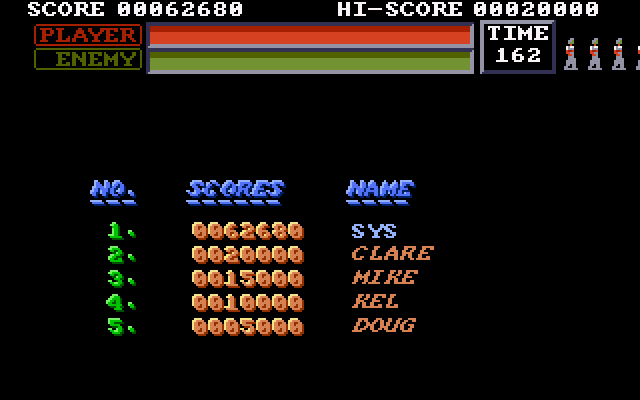 SCORE 00062680 HI-SCORE 00020000
PLAYER TIME
ENEMY 162
NO. SCORES NAME
1. 0062680 SYS
2. 0020000 CLARE
3. 0015000 MIKE
4. 0010000 KEL
5. 0005000 DOUG